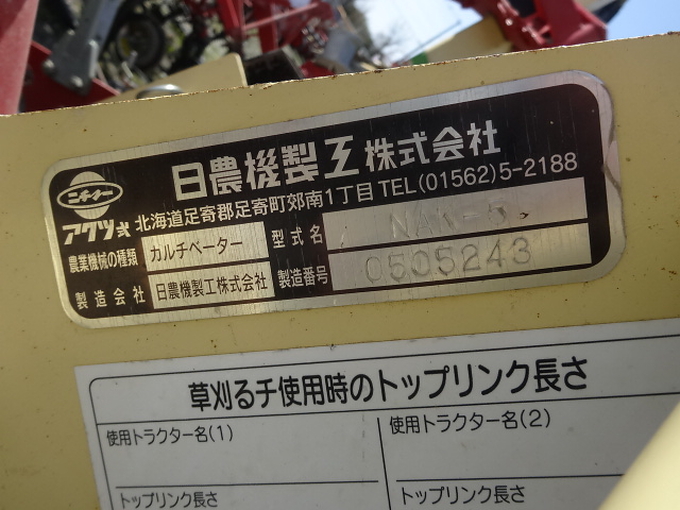 ニチノー
日農機製工株式会社
アクツ式
北海道足寄郡足寄町郊南1丁目 TEL(01562)5-2188
農業機械の種類 カルチベーター 型式名 NAK-5
製造会社 日農機製工株式会社 製造番号 0505243
草刈るチ使用時のトップリンク長さ
使用トラクター名(1) 使用トラクター名(2)
トップリンク長さ トップリンク長さ